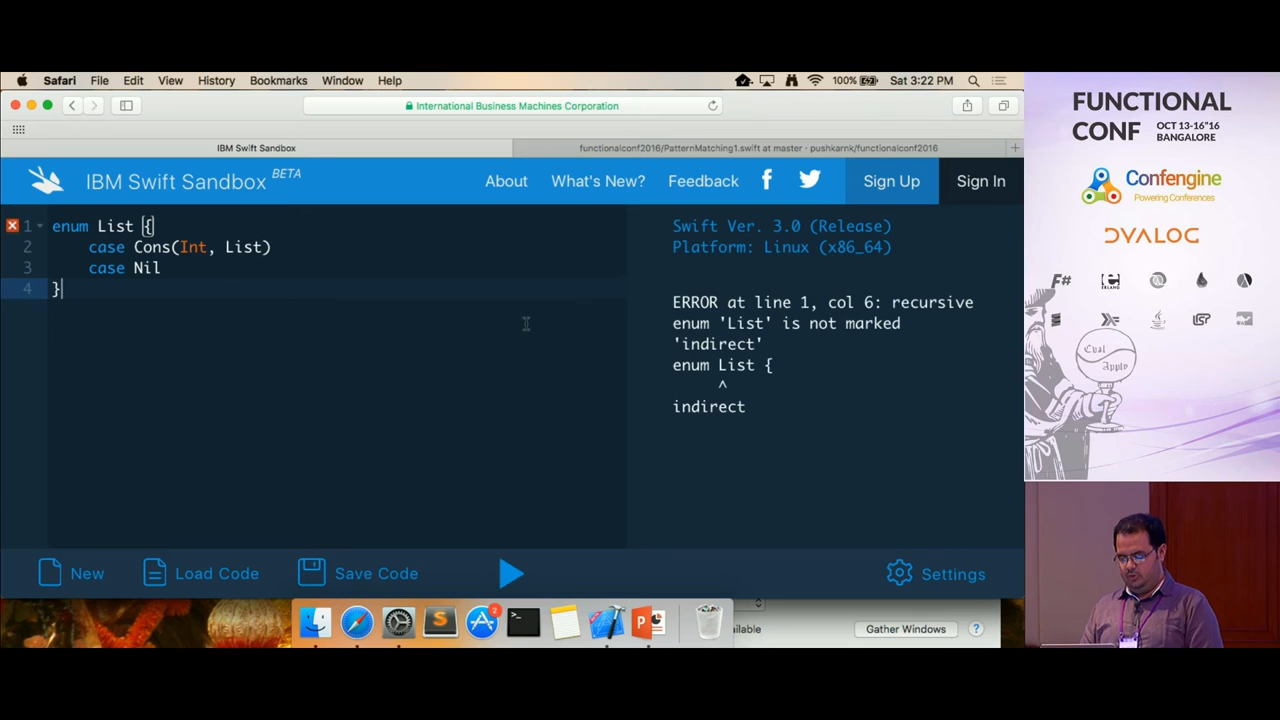 Safari File Edit View History Bookmarks Window Help
100% Sat 3:22 PM
International Business Machines Corporation
IBM Swift Sandbox
functionalconf2016/PatternMatching1.swift at master - pushkarnk/functionalconf2016
IBM Swift Sandbox BETA
About What's New? Feedback Sign Up Sign In
1 enum List {
2 case Cons(Int, List)
3 case Nil
4 }
Swift Ver. 3.0 (Release)
Platform: Linux (x86_64)
ERROR at line 1, col 6: recursive
enum 'List' is not marked
'indirect'
enum List {
^
indirect
New Load Code Save Code Settings
2
ailable
Gather Windows ?
FUNCTIONAL
CONF OCT 13-16"16
BANGALORE
Confengine
Powering Conferences
DYALOG
F#
ERLANG
LISP
Eval
Apply